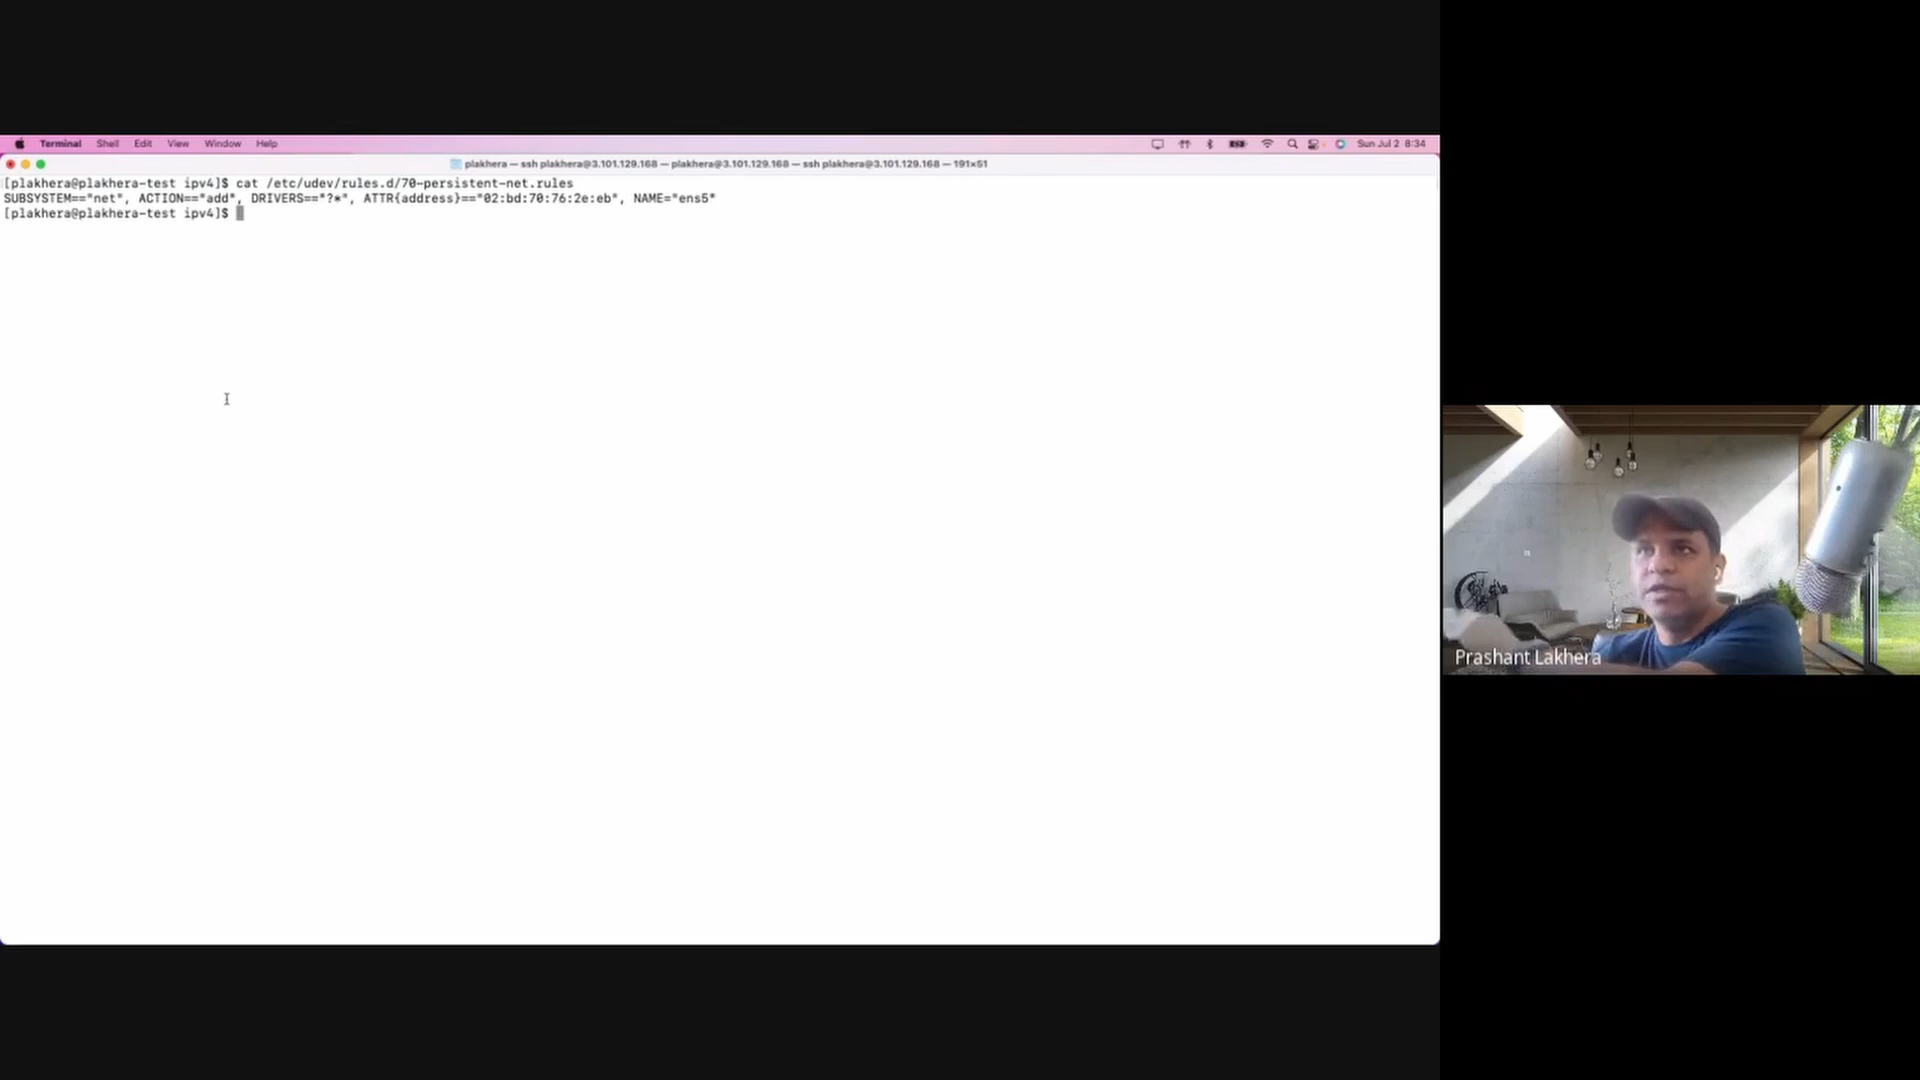 Terminal Shell Edit View Window Help Sun Jul 2 8:34
plakhera — ssh plakhera@3.101.129.168 — plakhera@3.101.129.168 — ssh plakhera@3.101.129.168 — 191×51
[plakhera@plakhera-test ipv4]$ cat /etc/udev/rules.d/70-persistent-net.rules
SUBSYSTEM=="net", ACTION=="add", DRIVERS=="?*", ATTR{address}=="02:bd:70:76:2e:eb", NAME="ens5"
[plakhera@plakhera-test ipv4]$
Prashant Lakhera